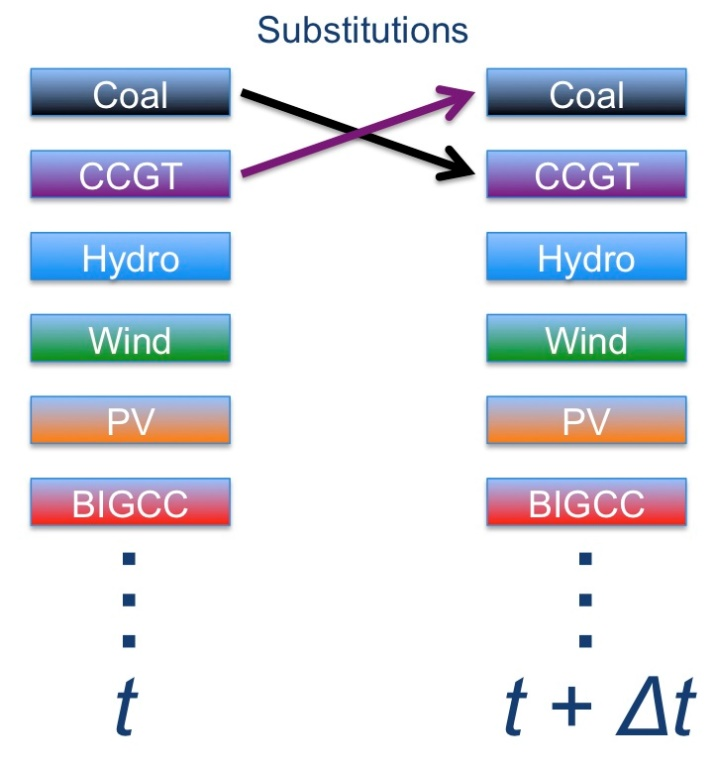 Substitutions
Coal Coal
CCGT CCGT
Hydro Hydro
Wind Wind
PV PV
BIGCC BIGCC
t t + Δt